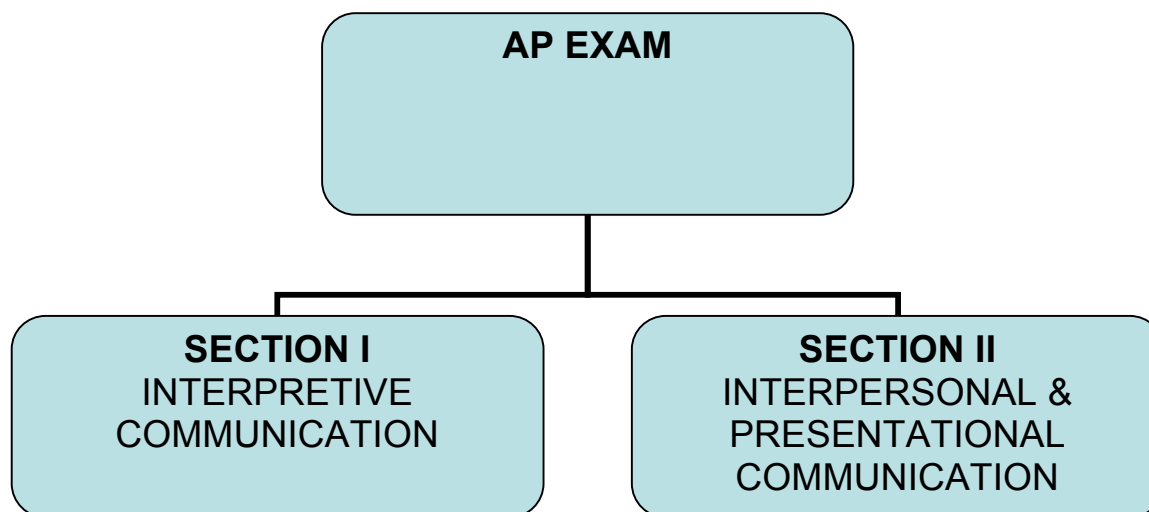 AP EXAM
SECTION I
INTERPRETIVE
COMMUNICATION
SECTION II
INTERPERSONAL &
PRESENTATIONAL
COMMUNICATION